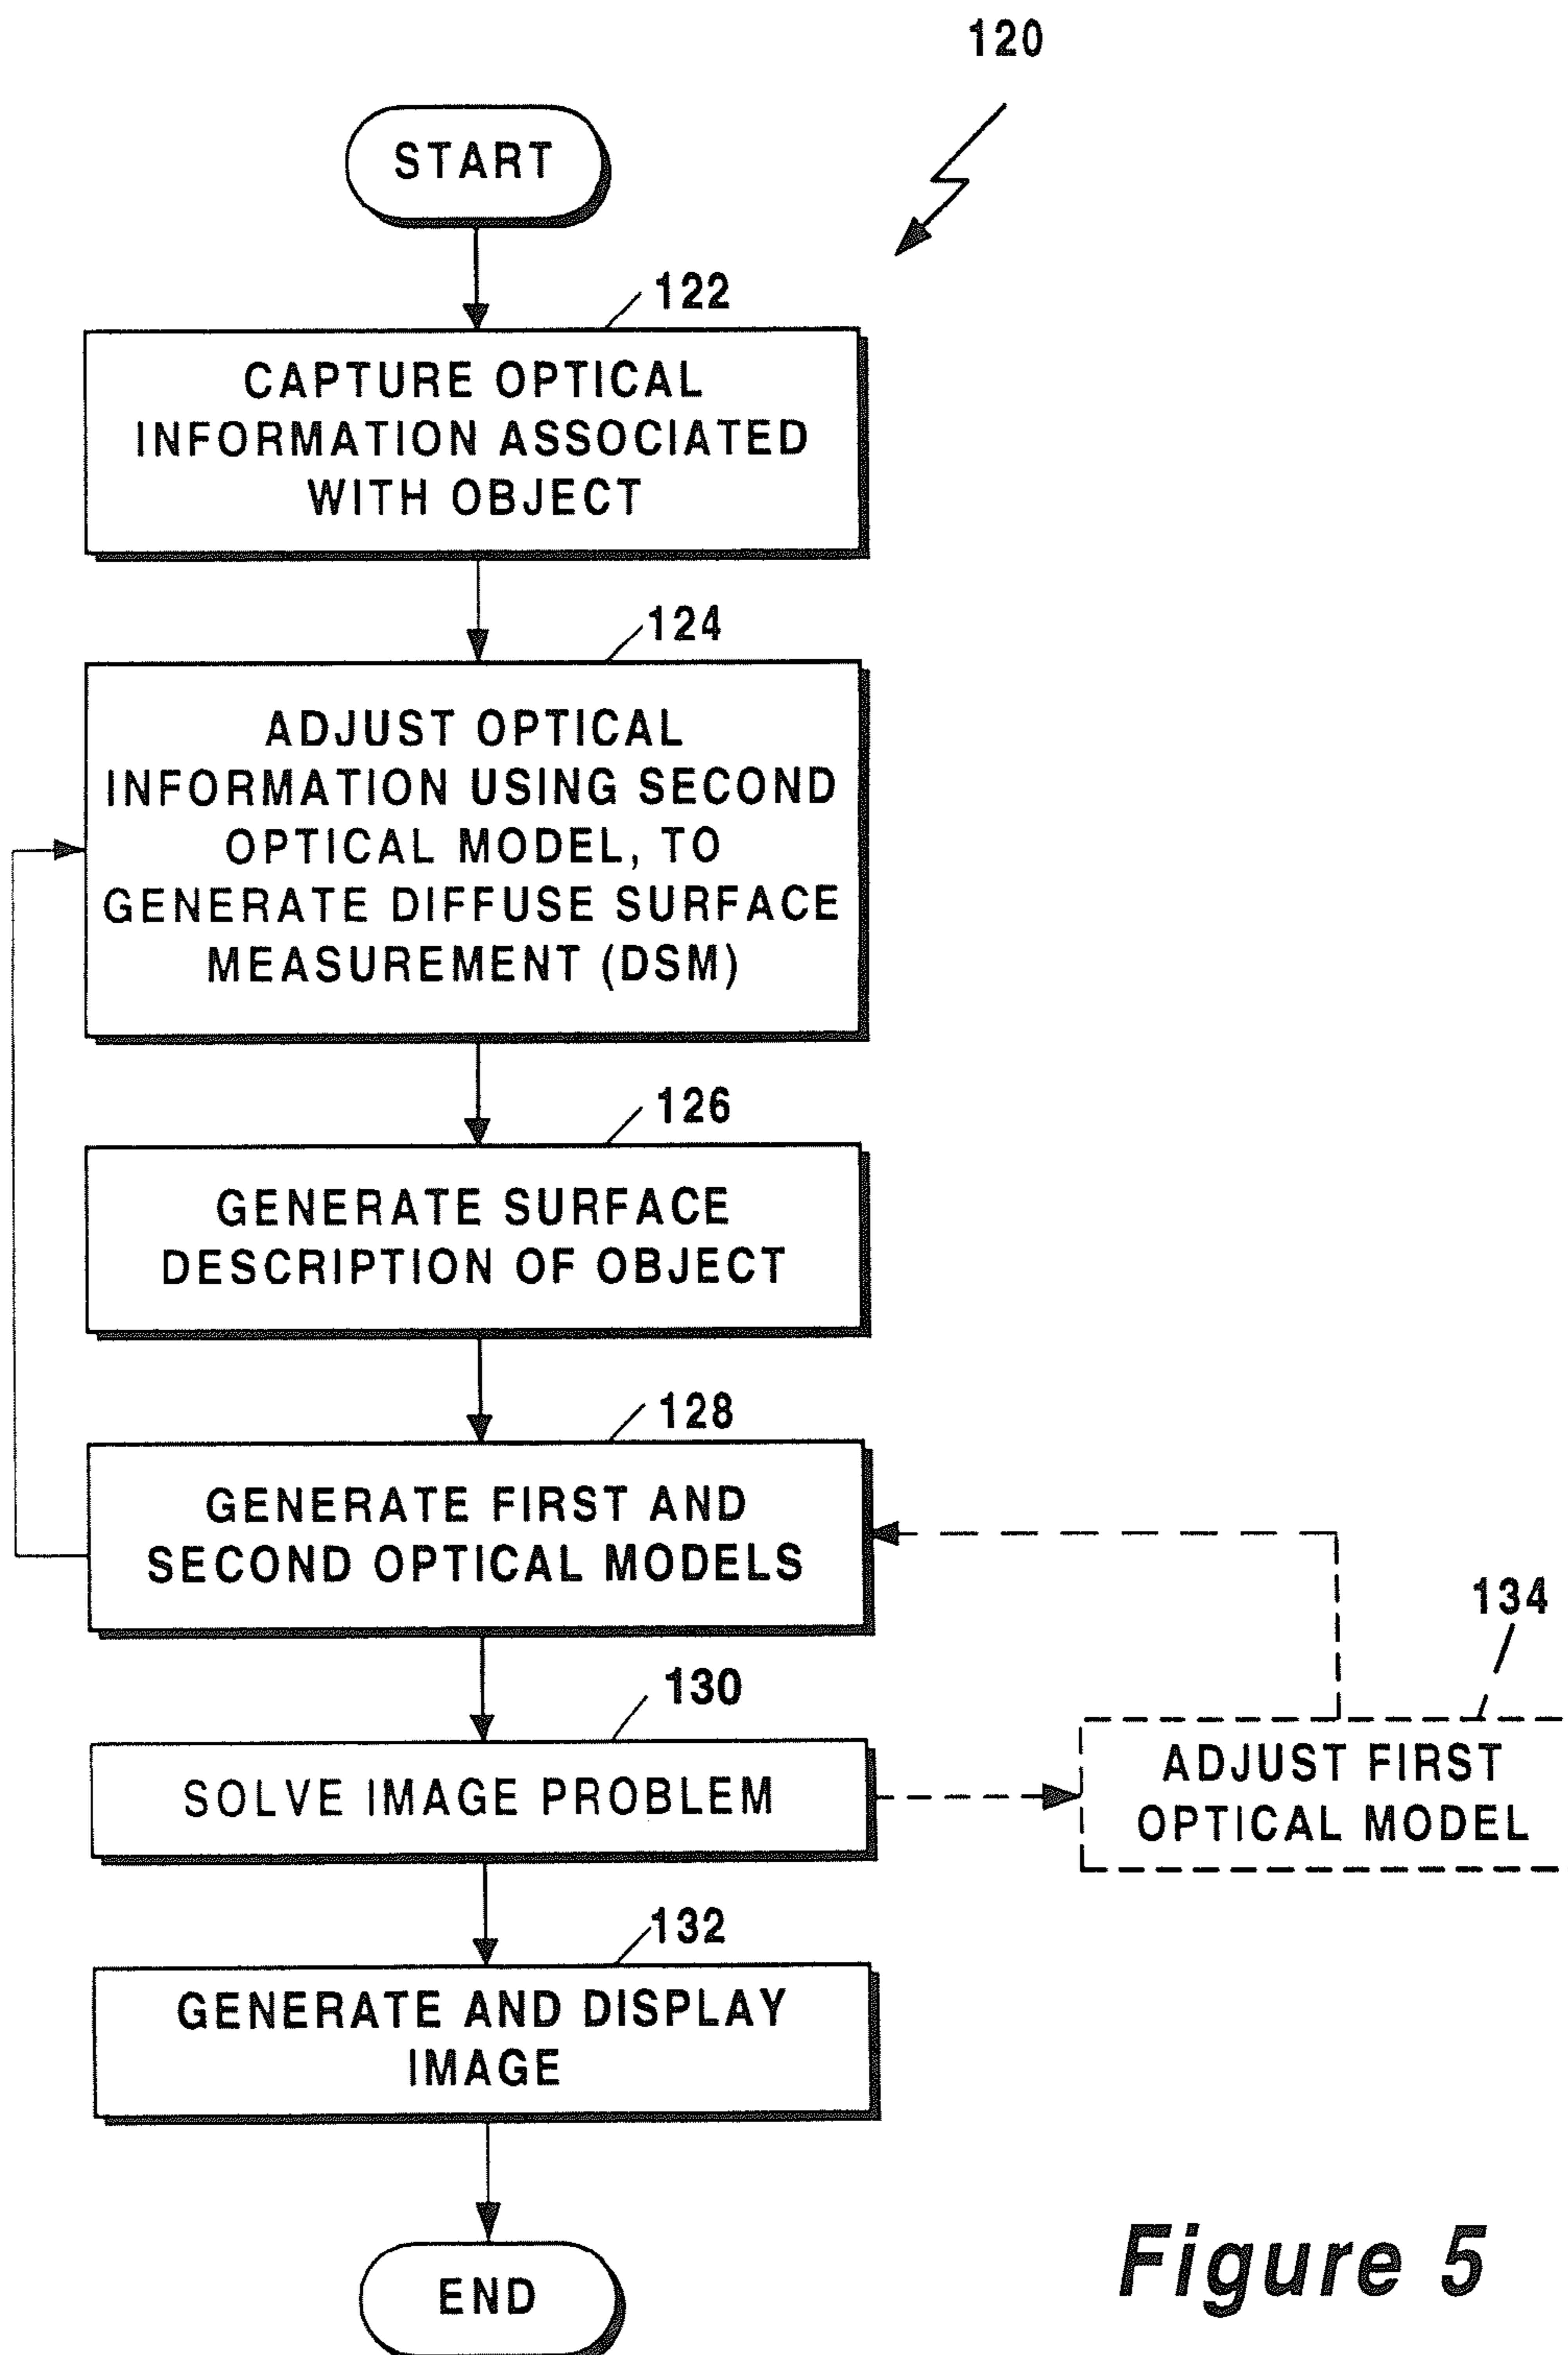 120
START
122
CAPTURE OPTICAL
INFORMATION ASSOCIATED
WITH OBJECT
124
ADJUST OPTICAL
INFORMATION USING SECOND
OPTICAL MODEL, TO
GENERATE DIFFUSE SURFACE
MEASUREMENT (DSM)
126
GENERATE SURFACE
DESCRIPTION OF OBJECT
128
GENERATE FIRST AND
SECOND OPTICAL MODELS
130
SOLVE IMAGE PROBLEM
134
ADJUST FIRST
OPTICAL MODEL
132
GENERATE AND DISPLAY
IMAGE
END
Figure 5